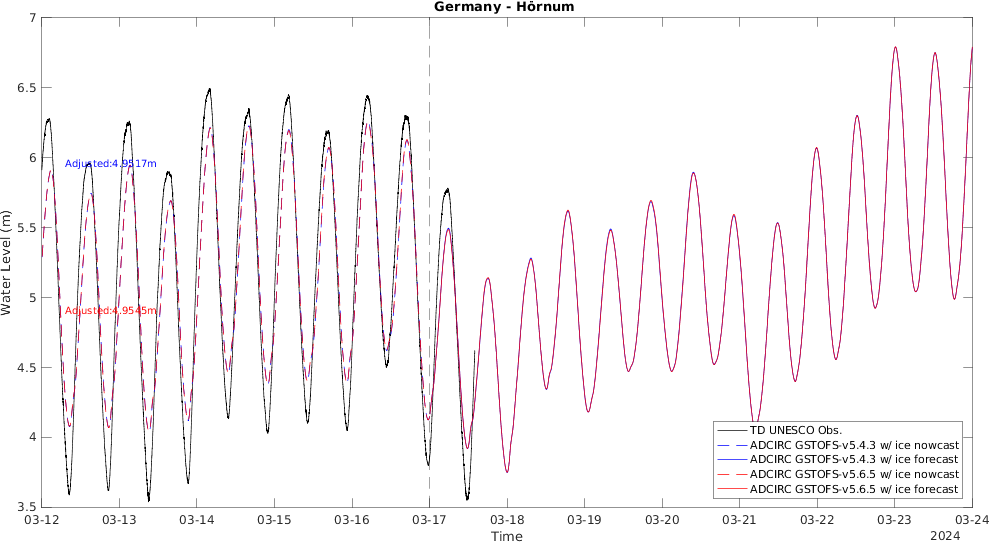 Germany - Hörnum
7
6.5
6
5.5
5
4.5
4
3.5
Water Level (m)
Adjusted:4.9517m
Adjusted:4.9545m
TD UNESCO Obs.
ADCIRC GSTOFS-v5.4.3 w/ ice nowcast
ADCIRC GSTOFS-v5.4.3 w/ ice forecast
ADCIRC GSTOFS-v5.6.5 w/ ice nowcast
ADCIRC GSTOFS-v5.6.5 w/ ice forecast
03-12 03-13 03-14 03-15 03-16 03-17 03-18 03-19 03-20 03-21 03-22 03-23 03-24
Time
2024